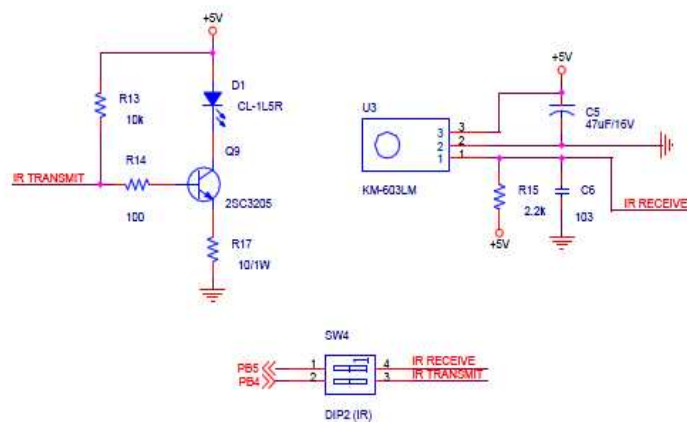 +5V
D1
CL-1L5R
R13
10k
Q9
R14
IR TRANSMIT
100
2SC3205
R17
10/1W
+5V
U3
C5
47uF/16V
3
3
2
2
1
1
KM-603LM
R15
2.2k
C6
103
IR RECEIVE
+5V
SW4
PB5
1
4
IR RECEIVE
PB4
2
3
IR TRANSMIT
DIP2 (IR)